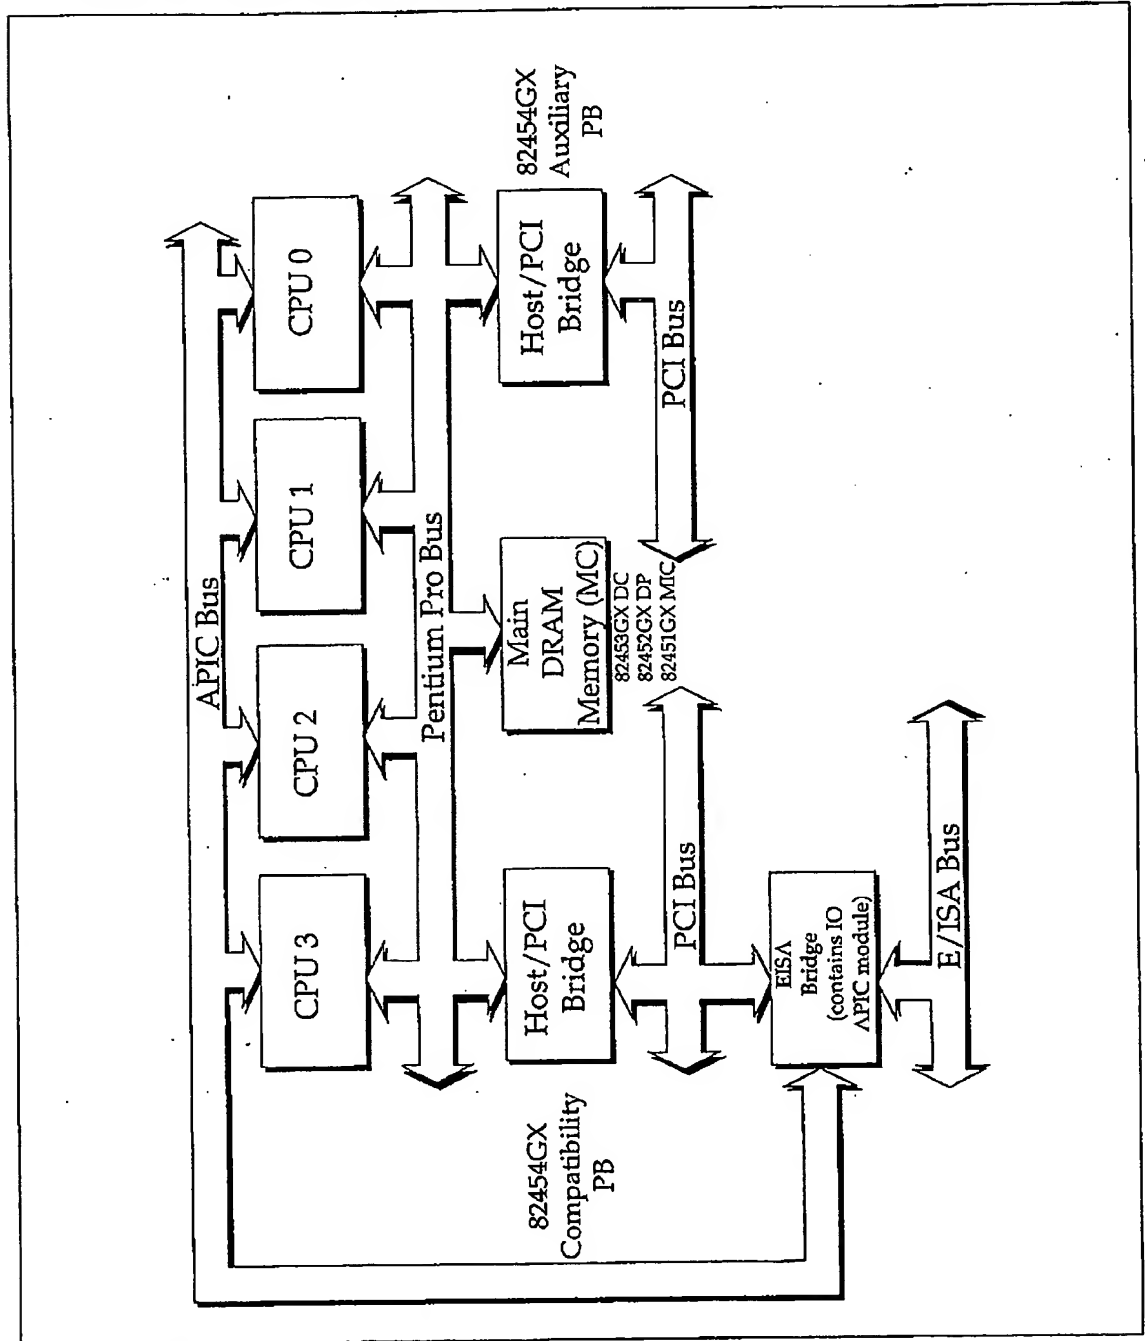 APIC Bus
CPU 3
CPU 2
CPU 1
CPU 0
Pentium Pro Bus
82454GX
Compatibility
PB
Host/PCI
Bridge
Main
DRAM
Memory (MC)
82453GX DC
82452GX DP
82451GX MIC
Host/PCI
Bridge
82454GX
Auxiliary
PB
PCI Bus
PCI Bus
EISA
Bridge
(contains IO
APIC module)
E/ISA Bus